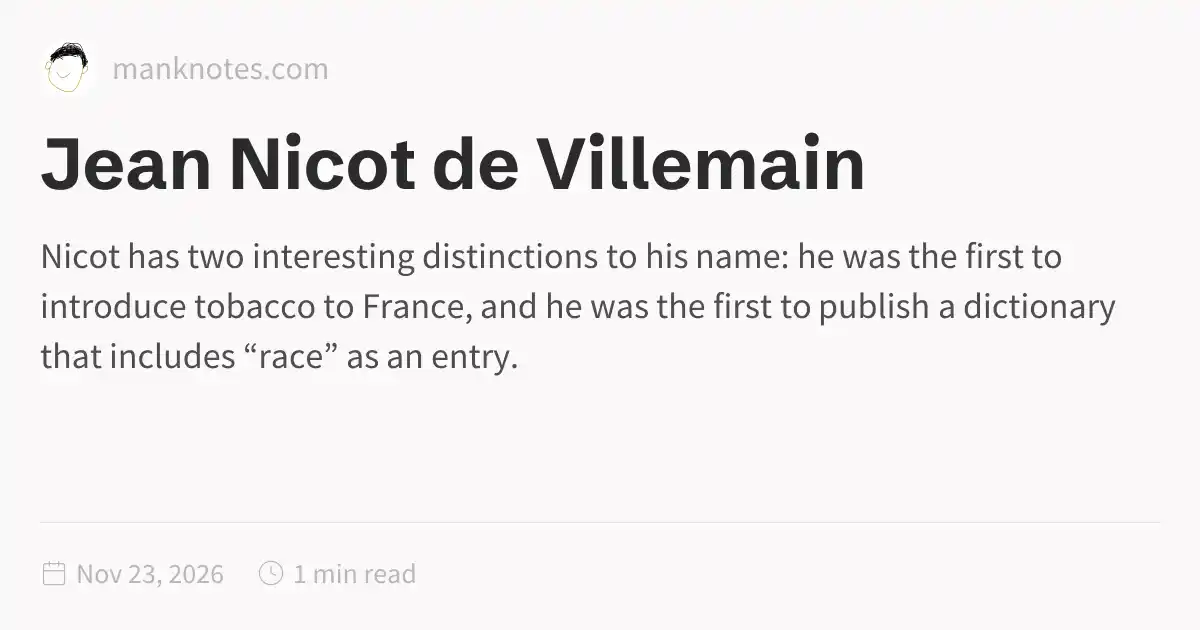 manknotes.com
Jean Nicot de Villemain
Nicot has two interesting distinctions to his name: he was the first to
introduce tobacco to France, and he was the first to publish a dictionary
that includes “race” as an entry.
Nov 23, 2026 1 min read